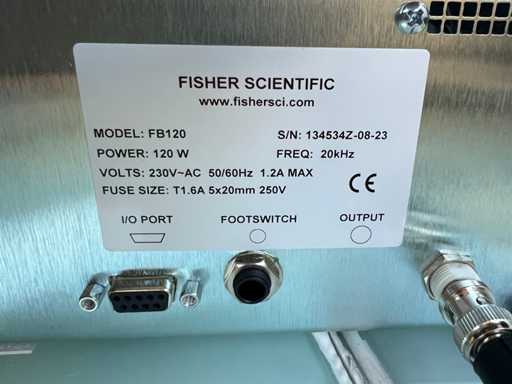 FISHER SCIENTIFIC
www.fishersci.com
MODEL: FB120 S/N: 134534Z-08-23
POWER: 120 W FREQ: 20kHz
VOLTS: 230V~AC 50/60Hz 1.2A MAX
FUSE SIZE: T1.6A 5x20mm 250V CE
I/O PORT FOOTSWITCH OUTPUT